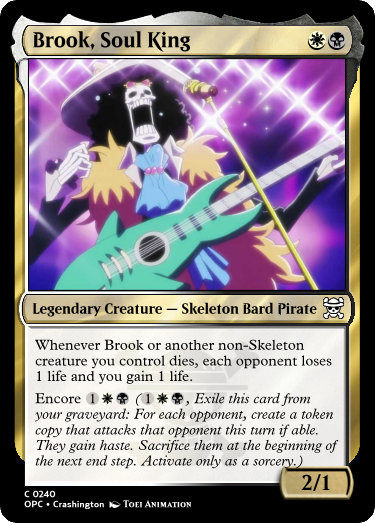 Brook, Soul King
Legendary Creature — Skeleton Bard Pirate
Whenever Brook or another non-Skeleton
creature you control dies, each opponent loses
1 life and you gain 1 life.
Encore 1 (1, Exile this card from
your graveyard: For each opponent, create a token
copy that attacks that opponent this turn if able.
They gain haste. Sacrifice them at the beginning of
the next end step. Activate only as a sorcery.)
2/1
C 0240
OPC • Crashington TOEI ANIMATION